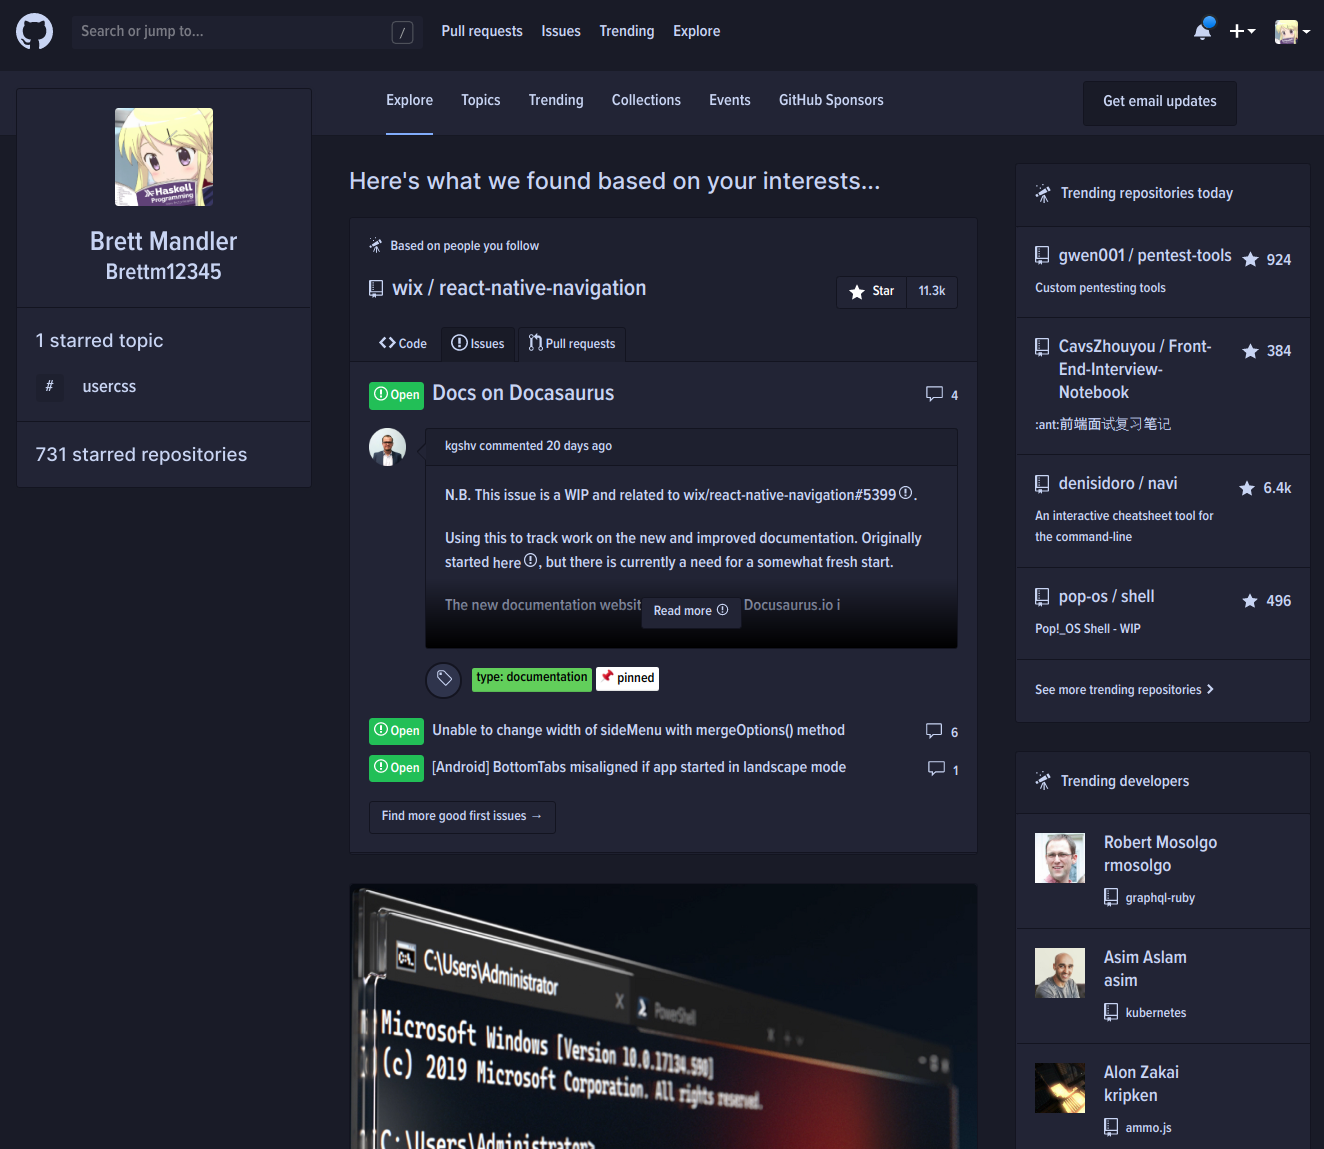 Search or jump to...
/
Pull requests
Issues
Trending
Explore
Explore
Topics
Trending
Collections
Events
GitHub Sponsors
Get email updates
Haskell
Programming
Brett Mandler
Brettm12345
1 starred topic
# usercss
731 starred repositories
Here's what we found based on your interests...
Based on people you follow
wix / react-native-navigation
Star
11.3k
Code
Issues
Pull requests
Open
Docs on Docasaurus
4
kgshv commented 20 days ago
N.B. This issue is a WIP and related to wix/react-native-navigation#5399.
Using this to track work on the new and improved documentation. Originally
started here, but there is currently a need for a somewhat fresh start.
The new documentation websit
Docusaurus.io i
Read more
type: documentation
pinned
Open
Unable to change width of sideMenu with mergeOptions() method
6
Open
[Android] BottomTabs misaligned if app started in landscape mode
1
Find more good first issues →
C:\.
C:\Users\Administrator
X
PowerShell
Microsoft Windows [Version 10.0.17134.590]
(c) 2019 Microsoft Corporation. All rights reserved.
C:\Users\Administrator>
Trending repositories today
gwen001 / pentest-tools
924
Custom pentesting tools
CavsZhouyou / Front-
End-Interview-
Notebook
384
:ant:前端面试复习笔记
denisidoro / navi
6.4k
An interactive cheatsheet tool for
the command-line
pop-os / shell
496
Pop!_OS Shell - WIP
See more trending repositories
Trending developers
Robert Mosolgo
rmosolgo
graphql-ruby
Asim Aslam
asim
kubernetes
Alon Zakai
kripken
ammo.js